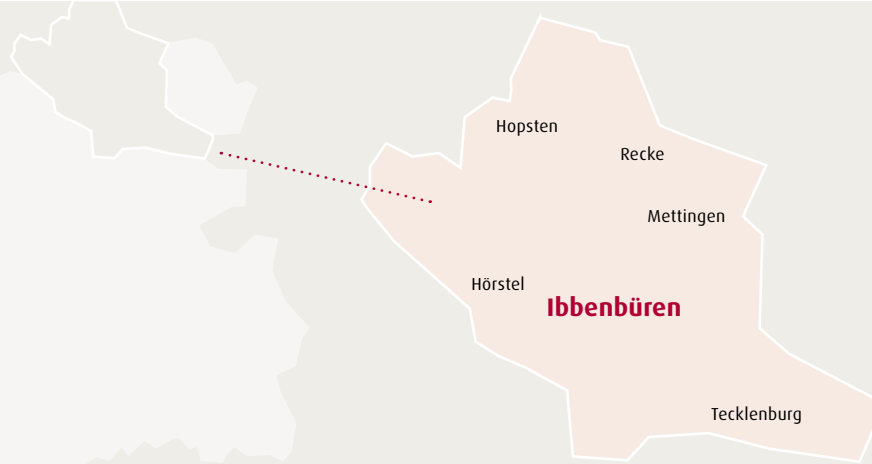 Hopsten
Recke
Mettingen
Hörstel
Ibbenbüren
Tecklenburg